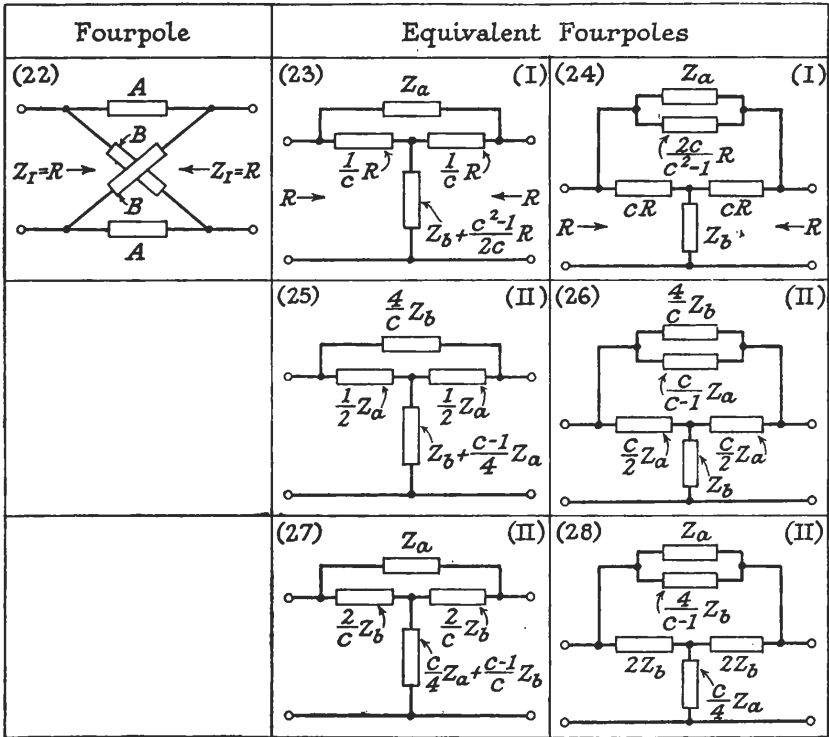 Fourpole
Equivalent Fourpoles
(22)
A
B
Z_I=R→
←Z_I=R
B
A
(23) (I)
Z_a
1/c R
1/c R
R→
←R
Z_b + (c²-1)/2c R
(24) (I)
Z_a
2c/(c²-1) R
cR
cR
R→
←R
Z_b
(25) (II)
4/c Z_b
1/2 Z_a
1/2 Z_a
Z_b + (c-1)/4 Z_a
(26) (II)
4/c Z_b
c/(c-1) Z_a
c/2 Z_a
c/2 Z_a
Z_b
(27) (II)
Z_a
2/c Z_b
2/c Z_b
c/4 Z_a + (c-1)/c Z_b
(28) (II)
Z_a
4/(c-1) Z_b
2Z_b
2Z_b
c/4 Z_a